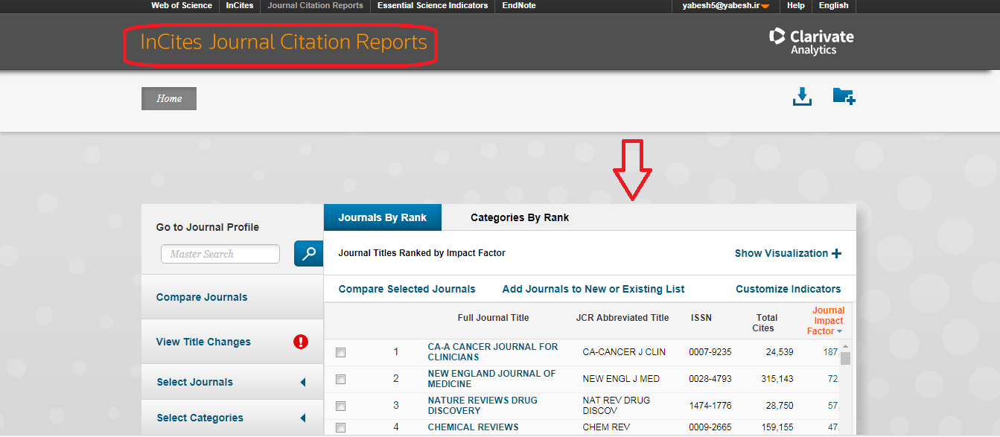 Web of Science InCites Journal Citation Reports Essential Science Indicators EndNote yabesh5@yabesh.ir Help English
InCites Journal Citation Reports
Clarivate
Analytics
Home
Go to Journal Profile
Master Search
Compare Journals
View Title Changes
Select Journals
Select Categories
Journals By Rank Categories By Rank
Journal Titles Ranked by Impact Factor Show Visualization +
Compare Selected Journals Add Journals to New or Existing List Customize Indicators
Full Journal Title JCR Abbreviated Title ISSN Total Cites Journal Impact Factor
1 CA-A CANCER JOURNAL FOR CLINICIANS CA-CANCER J CLIN 0007-9235 24,539 187.
2 NEW ENGLAND JOURNAL OF MEDICINE NEW ENGL J MED 0028-4793 315,143 72.
3 NATURE REVIEWS DRUG DISCOVERY NAT REV DRUG DISCOV 1474-1776 28,750 57.
4 CHEMICAL REVIEWS CHEM REV 0009-2665 159,155 47.